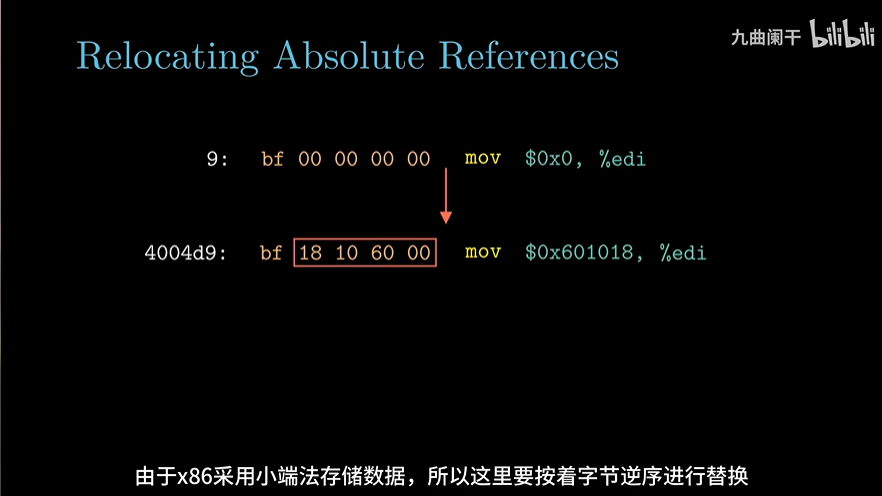 九曲阑干 bilibili
Relocating Absolute References
9: bf 00 00 00 00 mov $0x0, %edi
4004d9: bf 18 10 60 00 mov $0x601018, %edi
由于x86采用小端法存储数据，所以这里要按着字节逆序进行替换